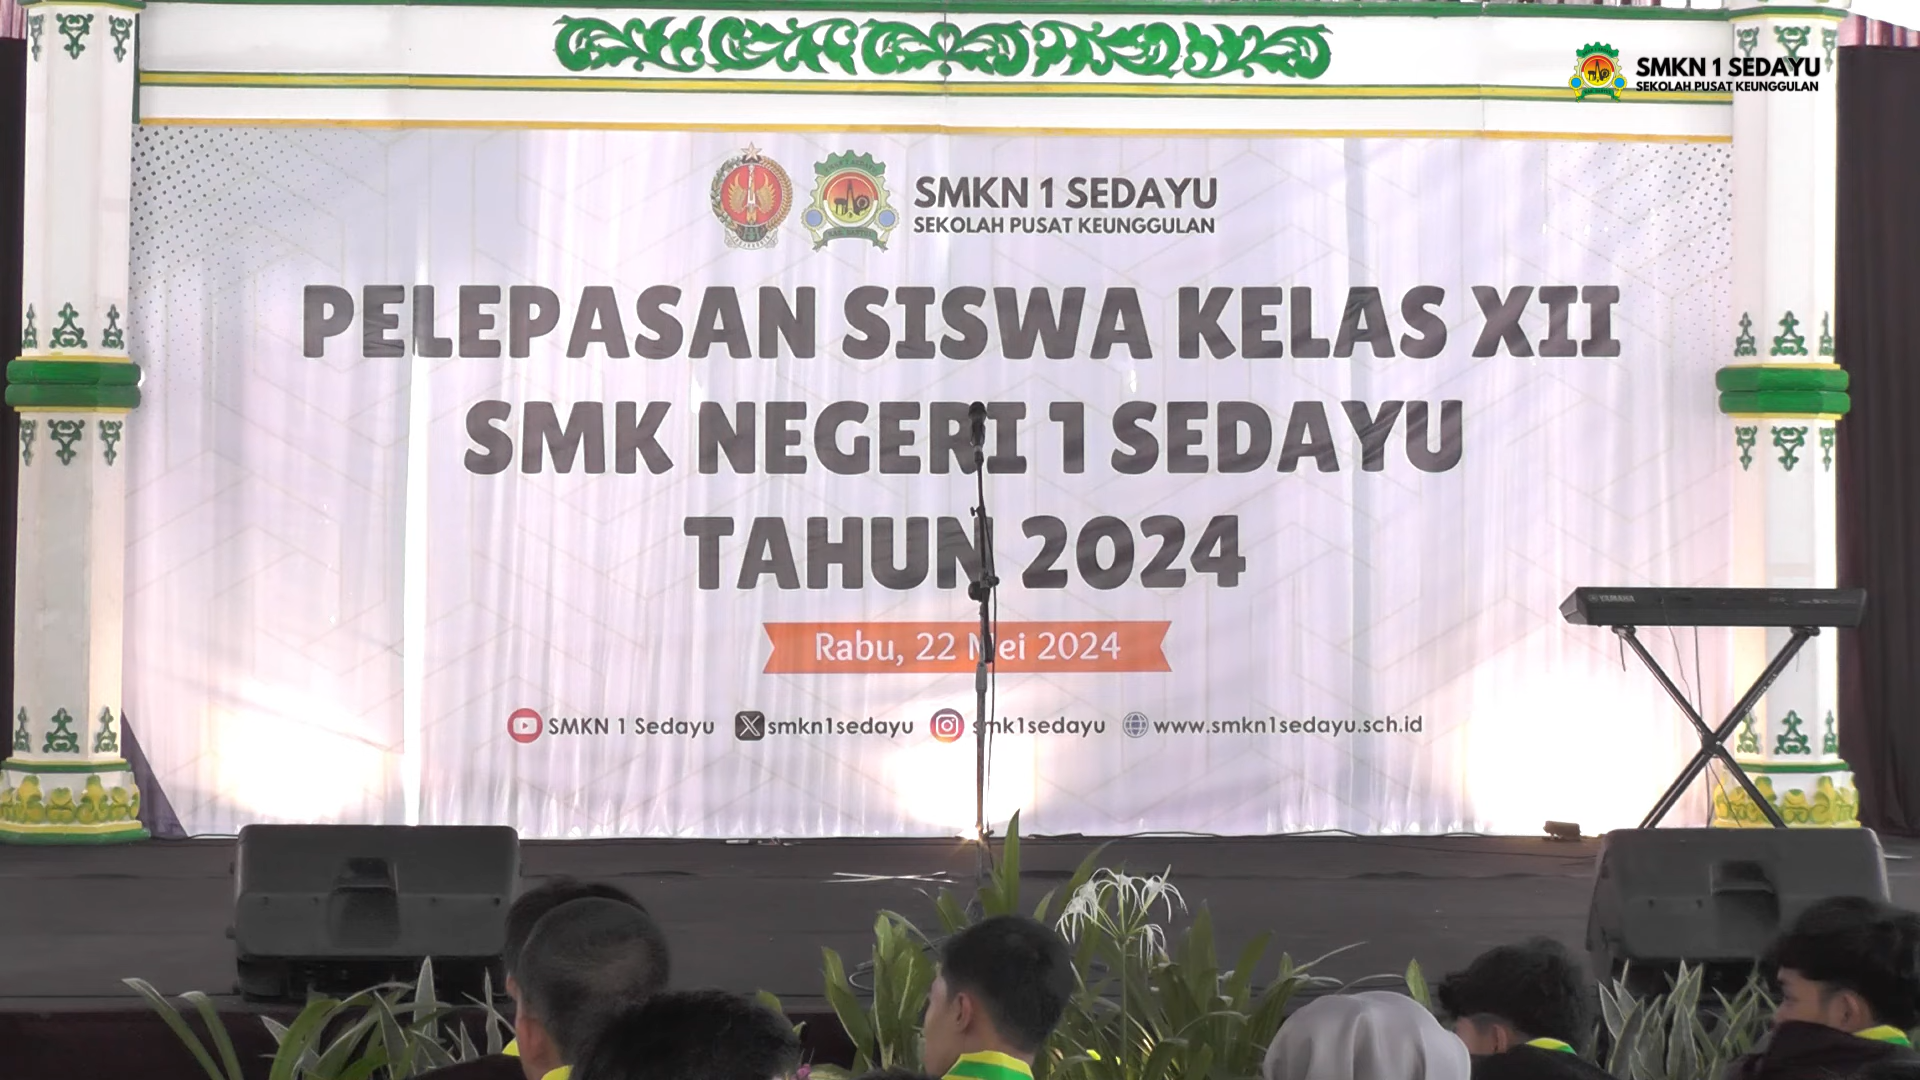 SMKN 1 SEDAYU
SEKOLAH PUSAT KEUNGGULAN
SMKN 1 SEDAYU
SEKOLAH PUSAT KEUNGGULAN
PELEPASAN SISWA KELAS XII
SMK NEGERI 1 SEDAYU
TAHUN 2024
Rabu, 22 Mei 2024
SMKN 1 Sedayu smkn1sedayu smk1sedayu www.smkn1sedayu.sch.id
YAMAHA